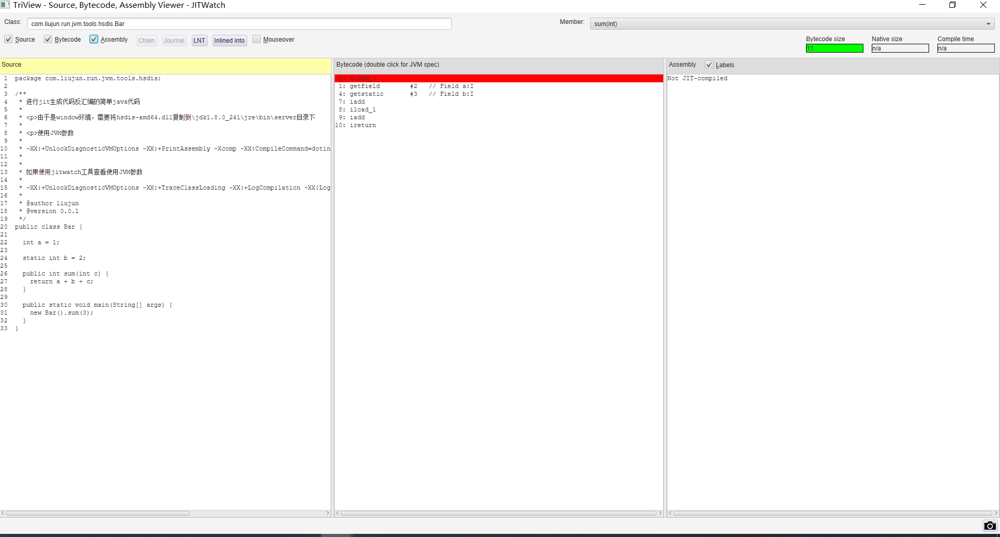 TriView - Source, Bytecode, Assembly Viewer - JITWatch
Class: com.liujun.run.jvm.tools.hsdis.Bar Member: sum(int)
Source Bytecode Assembly Chain Journal LNT Inlined into Mouseover
Bytecode size Native size Compile time
11 n/a n/a
Source
1 package com.liujun.run.jvm.tools.hsdis;
2
3 /**
4 * 进行jit生成代码反汇编的简单java代码
5 *
6 * <p>由于是window环境，需要将hsdis-amd64.dll复制到\jdk1.8.0_241\jre\bin\server目录下
7 *
8 * <p>使用JVM参数
9 *
10 * -XX:+UnlockDiagnosticVMOptions -XX:+PrintAssembly -Xcomp -XX:CompileCommand=dotin
11 *
12 *
13 * 如果使用jitwatch工具查看使用JVM参数
14 *
15 * -XX:+UnlockDiagnosticVMOptions -XX:+TraceClassLoading -XX:+LogCompilation -XX:Log
16 *
17 * @author liujun
18 * @version 0.0.1
19 */
20 public class Bar {
21
22 int a = 1;
23
24 static int b = 2;
25
26 public int sum(int c) {
27 return a + b + c;
28 }
29
30 public static void main(String[] args) {
31 new Bar().sum(3);
32 }
33 }
Bytecode (double click for JVM spec)
0: aload_0
1: getfield #2 // Field a:I
4: getstatic #3 // Field b:I
7: iadd
8: iload_1
9: iadd
10: ireturn
Assembly Labels
Not JIT-compiled